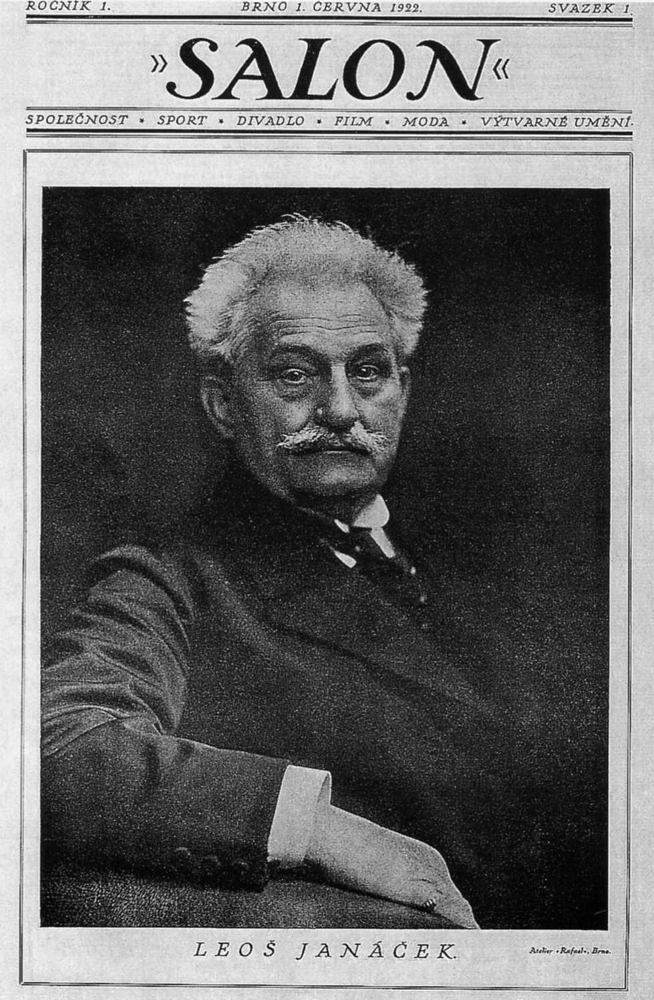 ROČNÍK 1. BRNO 1. ČERVNA 1922. SVAZEK 1.
»SALON«
SPOLEČNOST * SPORT * DIVADLO * FILM * MODA * VÝTVARNÉ UMĚNÍ.
LEOŠ JANÁČEK.
Atelier »Rafael«, Brno.